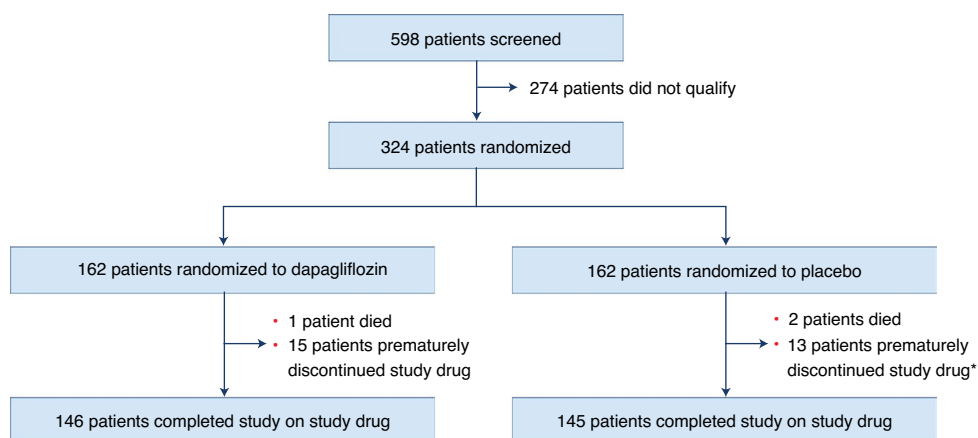 598 patients screened
274 patients did not qualify
324 patients randomized
162 patients randomized to dapagliflozin
162 patients randomized to placebo
• 1 patient died
• 15 patients prematurely
discontinued study drug
• 2 patients died
• 13 patients prematurely
discontinued study drug*
146 patients completed study on study drug
145 patients completed study on study drug